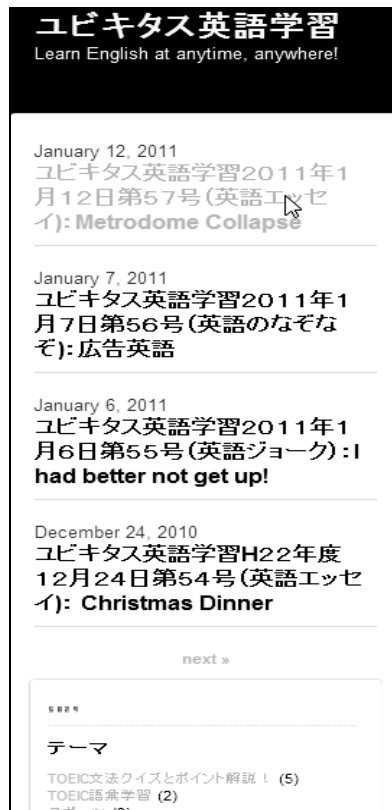 ユビキタス英語学習
Learn English at anytime, anywhere!
January 12, 2011
ユビキタス英語学習2011年1
月12日第57号(英語エッセ
イ): Metrodome Collapse
January 7, 2011
ユビキタス英語学習2011年1
月7日第56号(英語のなぞな
ぞ): 広告英語
January 6, 2011
ユビキタス英語学習2011年1
月6日第55号(英語ジョーク) : I
had better not get up!
December 24, 2010
ユビキタス英語学習H22年度
12月24日第54号(英語エッセ
イ): Christmas Dinner
next »
5829
テーマ
TOEIC文法クイズとポイント解説! (5)
TOEIC語彙学習 (2)